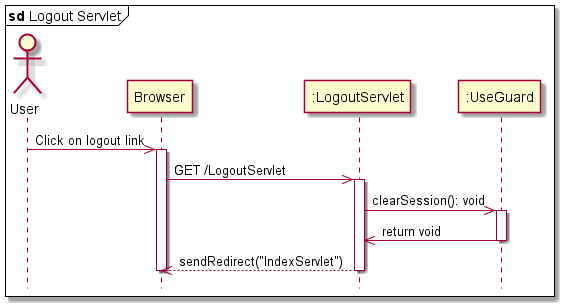 sd Logout Servlet
User
Browser
:LogoutServlet
:UseGuard
Click on logout link
GET /LogoutServlet
clearSession(): void
return void
sendRedirect("IndexServlet")